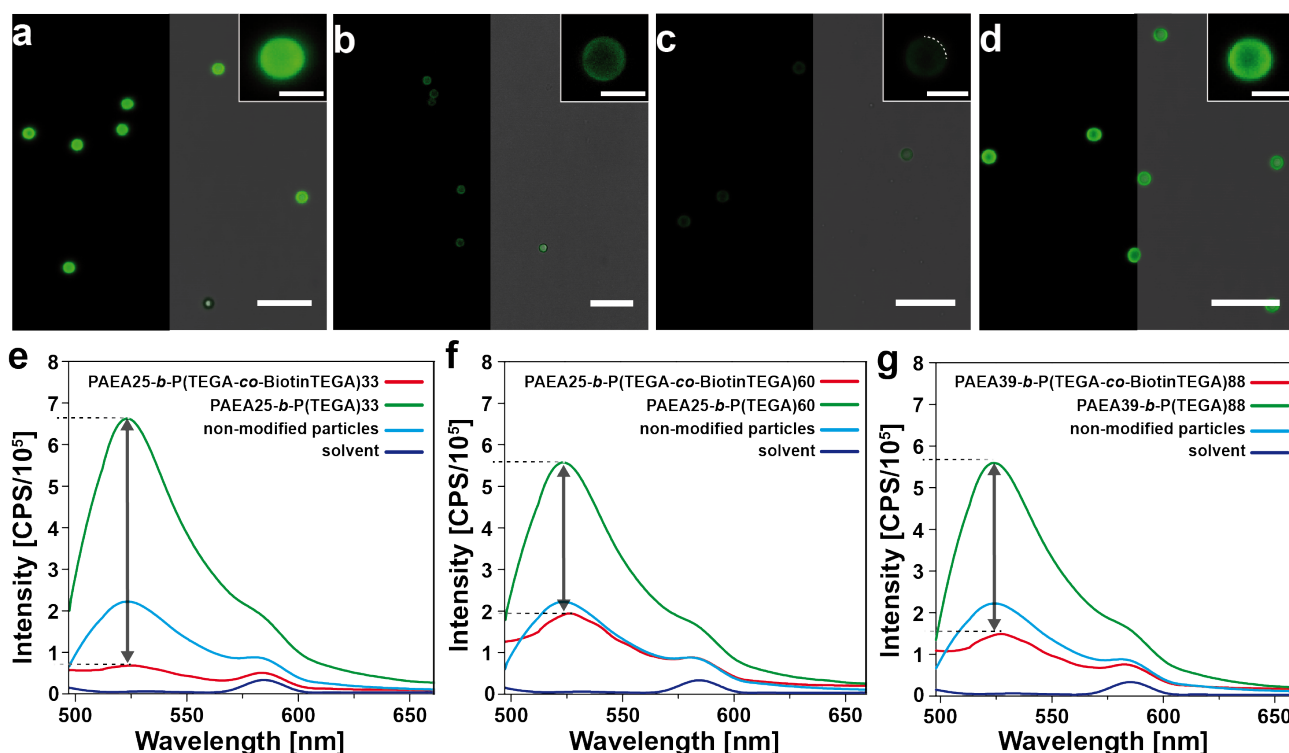 a
b
c
d
e
8
7
6
5
4
3
2
1
0
Intensity [CPS/10⁵]
PAEA25-b-P(TEGA-co-BiotinTEGA)33
PAEA25-b-P(TEGA)33
non-modified particles
solvent
500 550 600 650
Wavelength [nm]
f
8
7
6
5
4
3
2
1
0
Intensity [CPS/10⁵]
PAEA25-b-P(TEGA-co-BiotinTEGA)60
PAEA25-b-P(TEGA)60
non-modified particles
solvent
500 550 600 650
Wavelength [nm]
g
8
7
6
5
4
3
2
1
0
Intensity [CPS/10⁵]
PAEA39-b-P(TEGA-co-BiotinTEGA)88
PAEA39-b-P(TEGA)88
non-modified particles
solvent
500 550 600 650
Wavelength [nm]